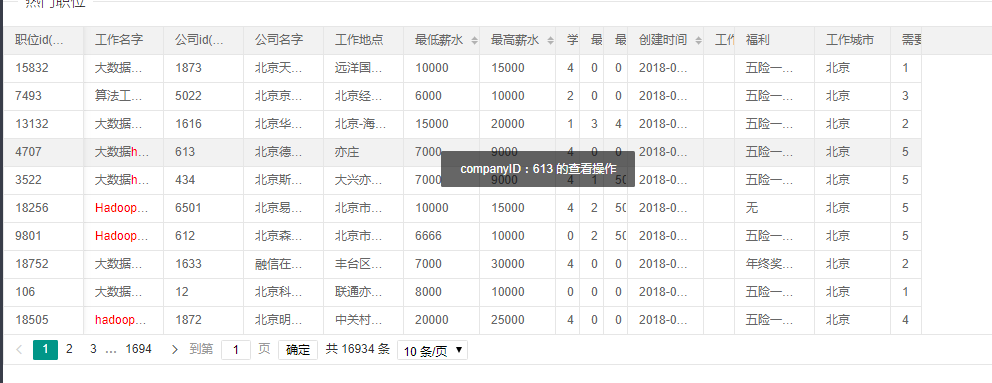 热门职位
职位id(... 工作名字 公司id(... 公司名字 工作地点 最低薪水 最高薪水 学 最 最 创建时间 工作 福利 工作城市 需要
15832 大数据... 1873 北京天... 远洋国... 10000 15000 4 0 0 2018-0... 五险一... 北京 1
7493 算法工... 5022 北京京... 北京经... 6000 10000 2 0 0 2018-0... 五险一... 北京 3
13132 大数据... 1616 北京华... 北京-海... 15000 20000 1 3 4 2018-0... 五险一... 北京 2
4707 大数据h... 613 北京德... 亦庄 7000 9000 4 0 0 2018-0... 五险一... 北京 5
companyID：613 的查看操作
3522 大数据h... 434 北京斯... 大兴亦... 7000 9000 4 1 50 2018-0... 五险一... 北京 5
18256 Hadoop... 6501 北京易... 北京市... 10000 15000 4 2 50 2018-0... 无 北京 5
9801 Hadoop... 612 北京森... 北京市... 6666 10000 0 2 50 2018-0... 五险一... 北京 5
18752 大数据... 1633 融信在... 丰台区... 7000 30000 4 0 0 2018-0... 年终奖... 北京 2
106 大数据... 12 北京科... 联通亦... 8000 10000 0 0 0 2018-0... 五险一... 北京 1
18505 hadoop... 1872 北京明... 中关村... 20000 25000 4 0 0 2018-0... 五险一... 北京 4
1 2 3 ... 1694 到第 1 页 确定 共 16934 条 10 条/页